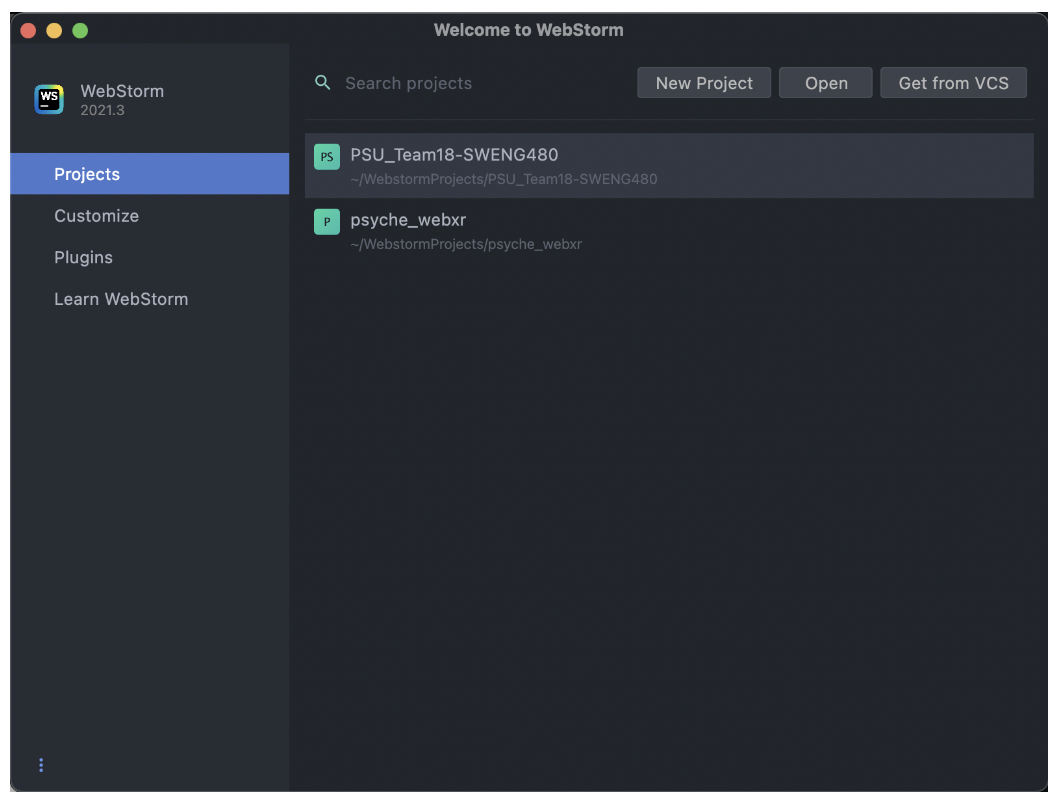 Welcome to WebStorm
WS
WebStorm
2021.3
Projects
Customize
Plugins
Learn WebStorm
Search projects
New Project
Open
Get from VCS
PS
PSU_Team18-SWENG480
~/WebstormProjects/PSU_Team18-SWENG480
P
psyche_webxr
~/WebstormProjects/psyche_webxr